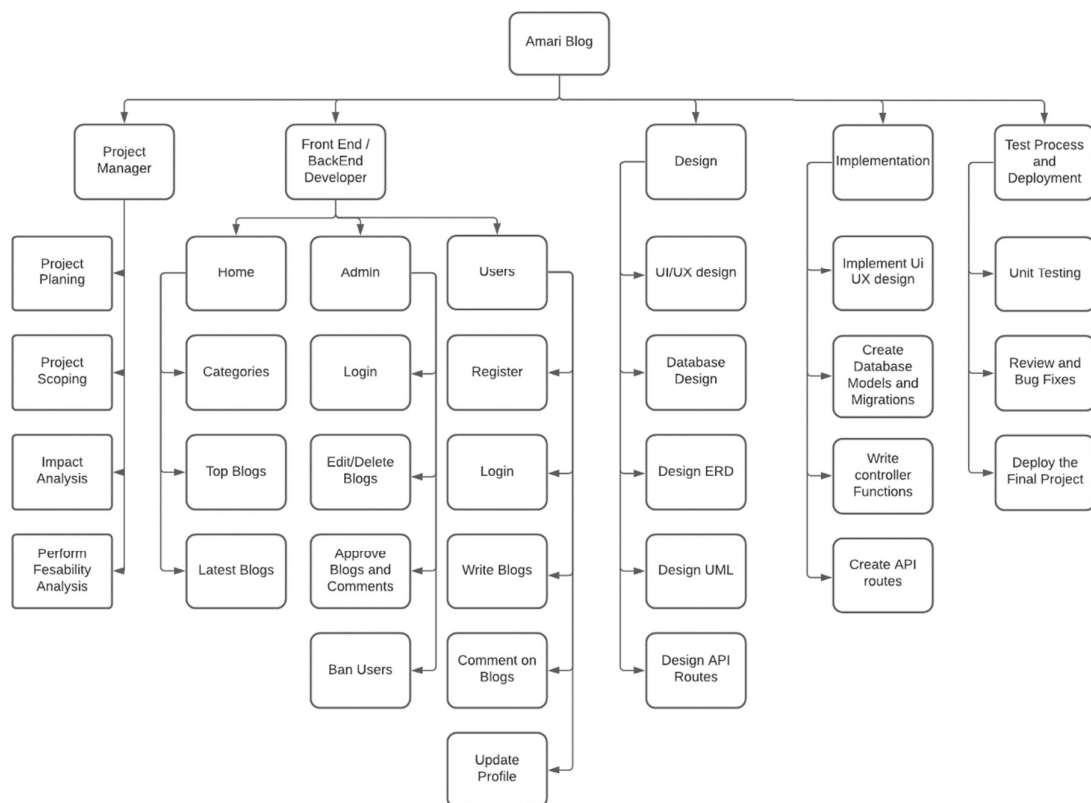 Amari Blog
Project
Manager
Front End /
BackEnd
Developer
Design
Implementation
Test Process
and
Deployment
Project
Planing
Home
Admin
Users
UI/UX design
Implement Ui
UX design
Unit Testing
Project
Scoping
Categories
Login
Register
Database
Design
Create
Database
Models and
Migrations
Review and
Bug Fixes
Impact
Analysis
Top Blogs
Edit/Delete
Blogs
Login
Design ERD
Write
controller
Functions
Deploy the
Final Project
Perform
Fesability
Analysis
Latest Blogs
Approve
Blogs and
Comments
Write Blogs
Design UML
Create API
routes
Ban Users
Comment on
Blogs
Design API
Routes
Update
Profile